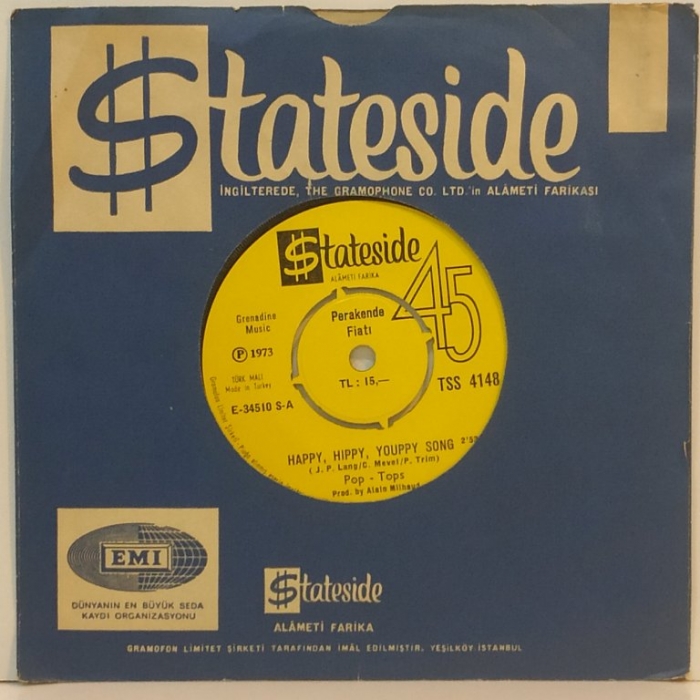 $tateside
İNGİLTEREDE, THE GRAMOPHONE CO. LTD.'in ALÂMETİ FARİKASI
$tateside
ALÂMETİ FARİKA
45
Grenadine
Music
Perakende
Fiatı
Ⓟ 1973
TÜRK MALI
Made in Turkey
TL : 15,—
TSS 4148
E-34510 S-A
HAPPY, HIPPY, YOUPPY SONG
( J. P. Lang/C. Mevel/P. Trim)
Pop - Tops
Prod. by Alain Milhaud
EMI
DÜNYANIN EN BÜYÜK SEDA
KAYDI ORGANİZASYONU
$tateside
ALÂMETİ FARİKA
GRAMOFON LİMİTET ŞİRKETİ TARAFINDAN İMÂL EDİLMİŞTİR, YEŞİLKÖY İSTANBUL